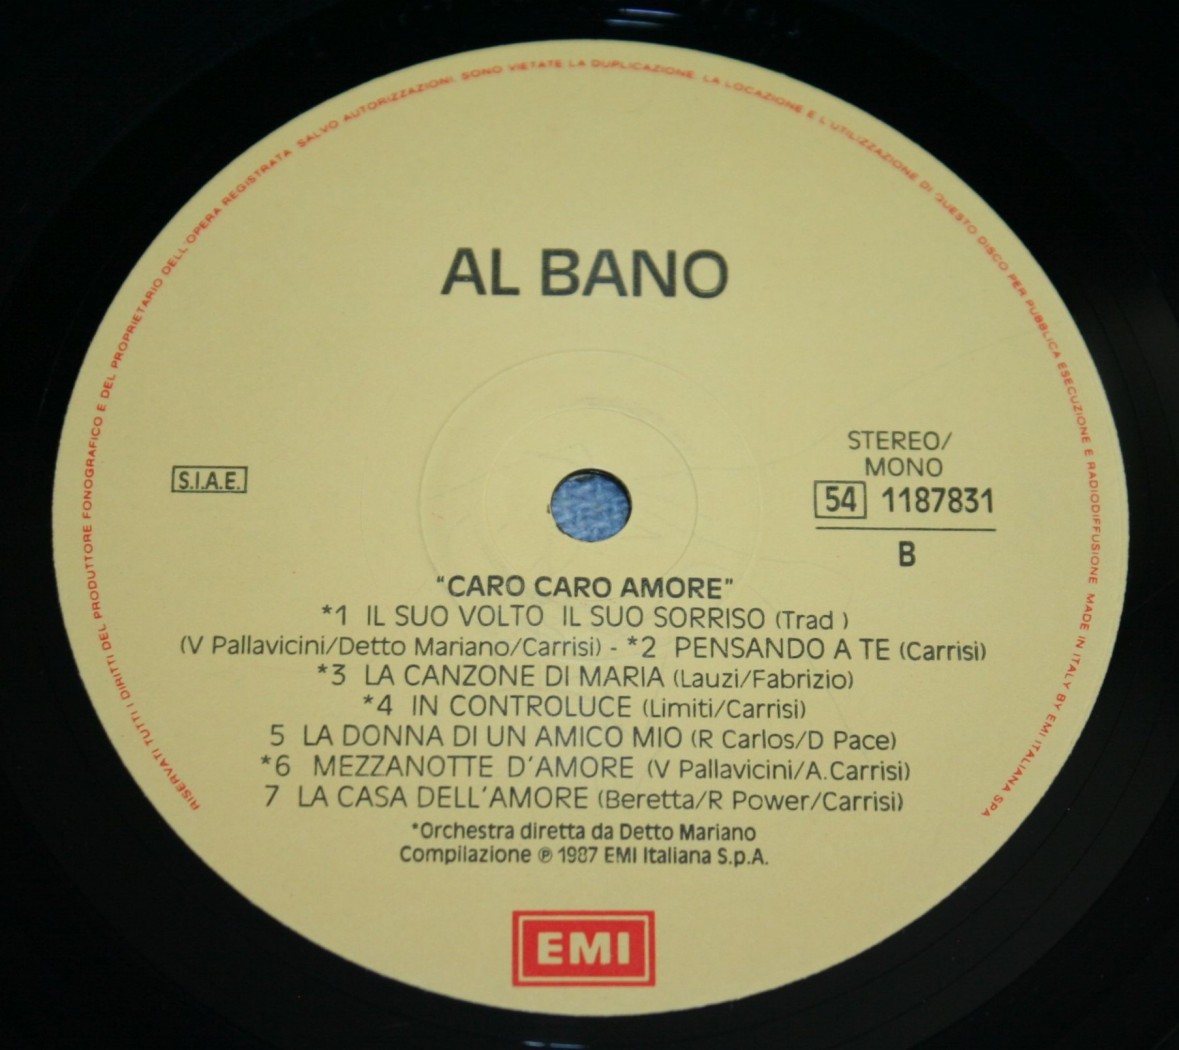 RISERVATI TUTTI I DIRITTI DEL PRODUTTORE FONOGRAFICO E DEL PROPRIETARIO DELL'OPERA REGISTRATA SALVO AUTORIZZAZIONI SONO VIETATE LA DUPLICAZIONE LA LOCAZIONE E L'UTILIZZAZIONE DI QUESTO DISCO PER PUBBLICA ESECUZIONE E RADIODIFFUSIONE MADE IN ITALY BY EMI ITALIANA SPA
AL BANO
S.I.A.E.
STEREO/
MONO
54 1187831
B
"CARO CARO AMORE"
*1 IL SUO VOLTO IL SUO SORRISO (Trad )
(V Pallavicini/Detto Mariano/Carrisi) - *2 PENSANDO A TE (Carrisi)
*3 LA CANZONE DI MARIA (Lauzi/Fabrizio)
*4 IN CONTROLUCE (Limiti/Carrisi)
5 LA DONNA DI UN AMICO MIO (R Carlos/D Pace)
*6 MEZZANOTTE D'AMORE (V Pallavicini/A.Carrisi)
7 LA CASA DELL'AMORE (Beretta/R Power/Carrisi)
*Orchestra diretta da Detto Mariano
Compilazione ℗ 1987 EMI Italiana S.p.A.
EMI